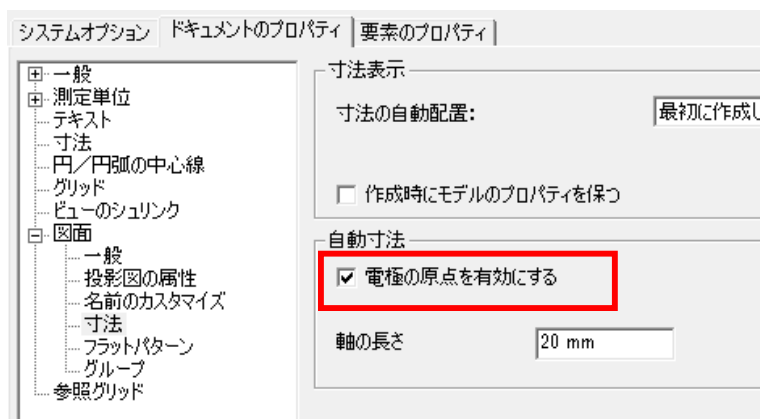 システムオプション ドキュメントのプロパティ 要素のプロパティ
一般
測定単位
テキスト
寸法
円／円弧の中心線
グリッド
ビューのシュリンク
図面
一般
投影図の属性
名前のカスタマイズ
寸法
フラットパターン
グループ
参照グリッド
寸法表示
寸法の自動配置:
最初に作成し
作成時にモデルのプロパティを保つ
自動寸法
電極の原点を有効にする
軸の長さ
20 mm